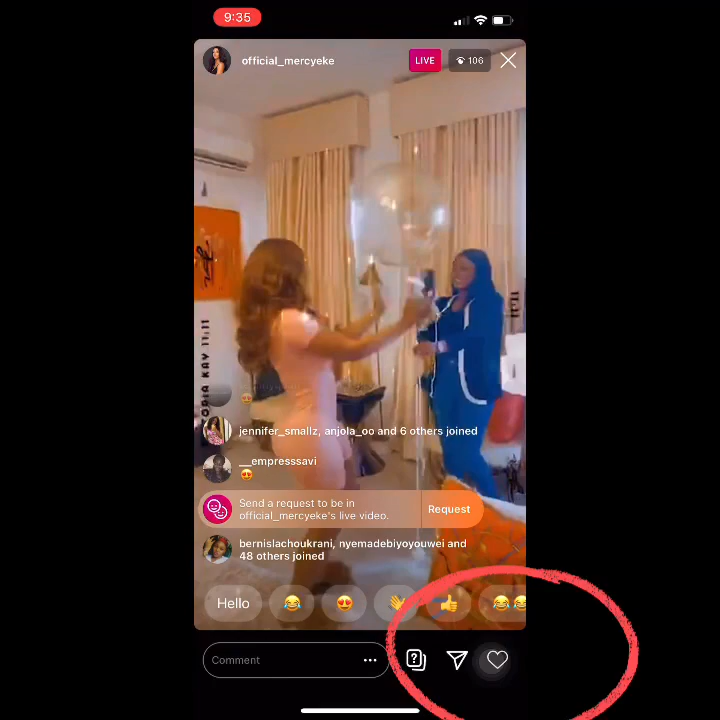 9:35
official_mercyeke
LIVE
106
jennifer_smallz, anjola_oo and 6 others joined
__empresssavi
Send a request to be in
official_mercyeke's live video.
Request
bernislachoukrani, nyemadebiyoyouwei and
48 others joined
Hello
Comment